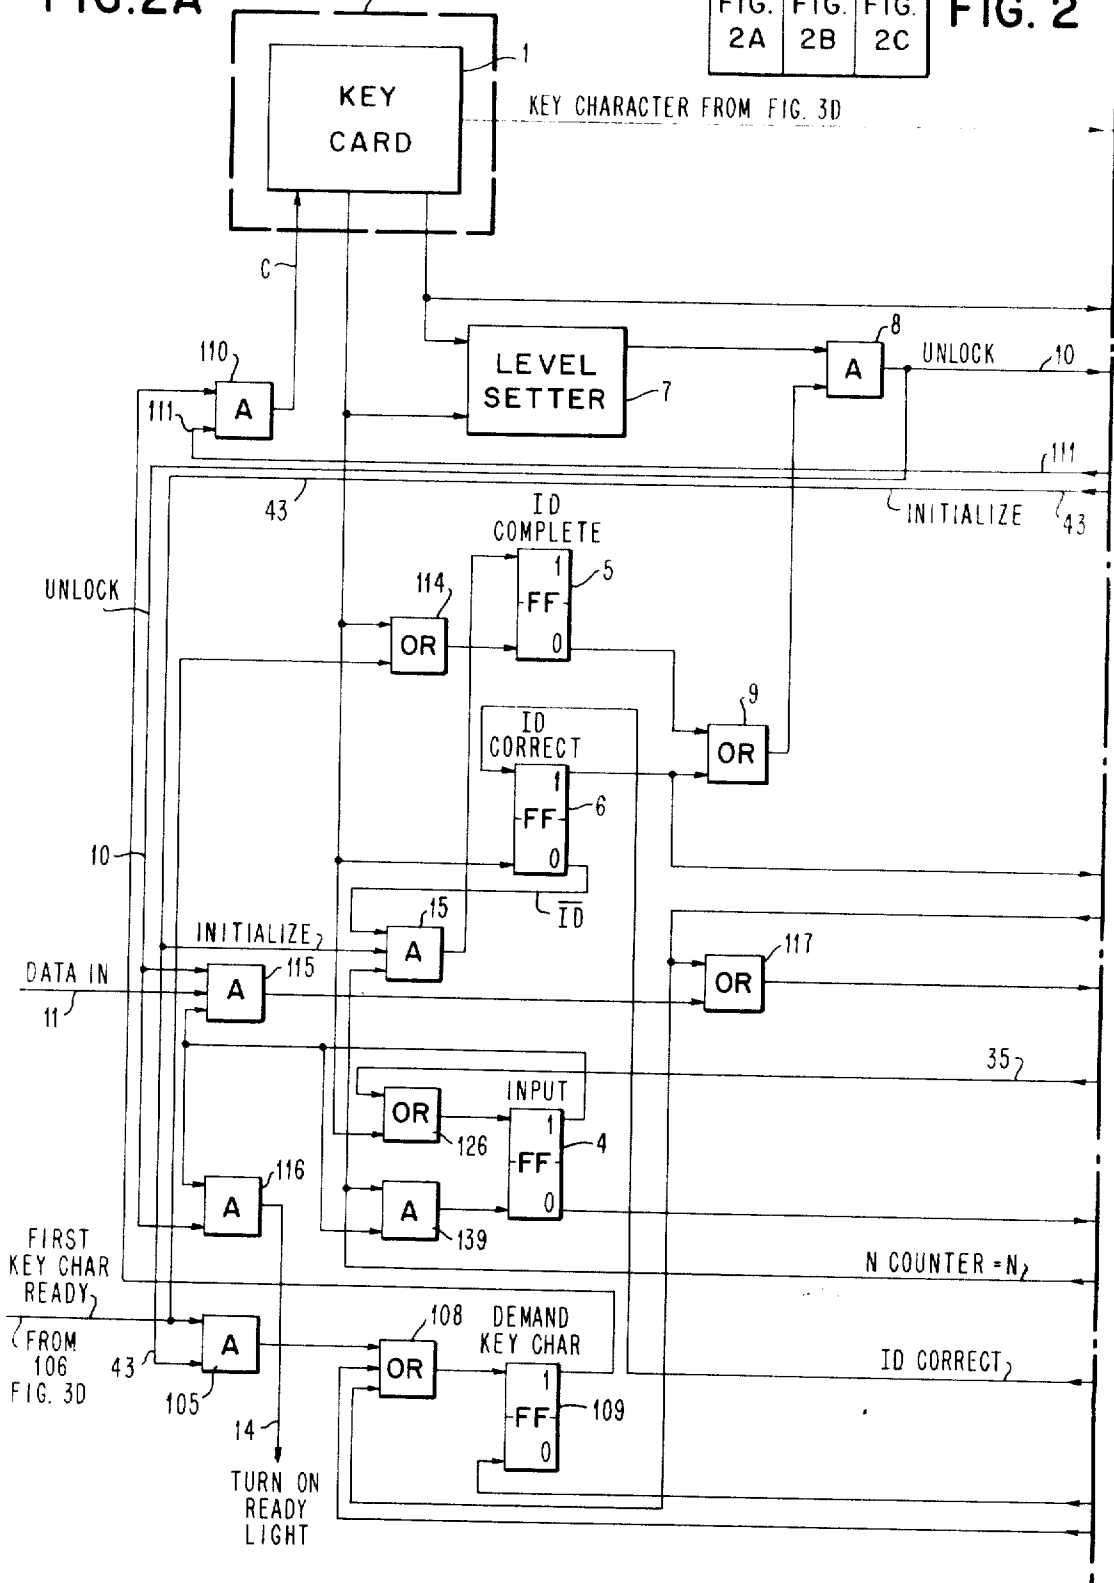 FIG.2A
FIG. FIG. FIG.
2A 2B 2C
FIG. 2
1
KEY
CARD
KEY CHARACTER FROM FIG. 3D
C
110
A
111
LEVEL
SETTER
7
8
A
UNLOCK
10
111
43
INITIALIZE
43
ID
COMPLETE
1
FF
0
5
UNLOCK
114
OR
9
OR
ID
CORRECT
1
FF
0
6
10
ID
15
A
INITIALIZE
DATA IN
11
115
A
117
OR
35
INPUT
1
FF
0
4
OR
126
116
A
A
139
N COUNTER = N
FIRST
KEY CHAR
READY
FROM
106
FIG. 3D
43
A
105
108
OR
DEMAND
KEY CHAR
1
FF
0
109
ID CORRECT
14
TURN ON
READY
LIGHT